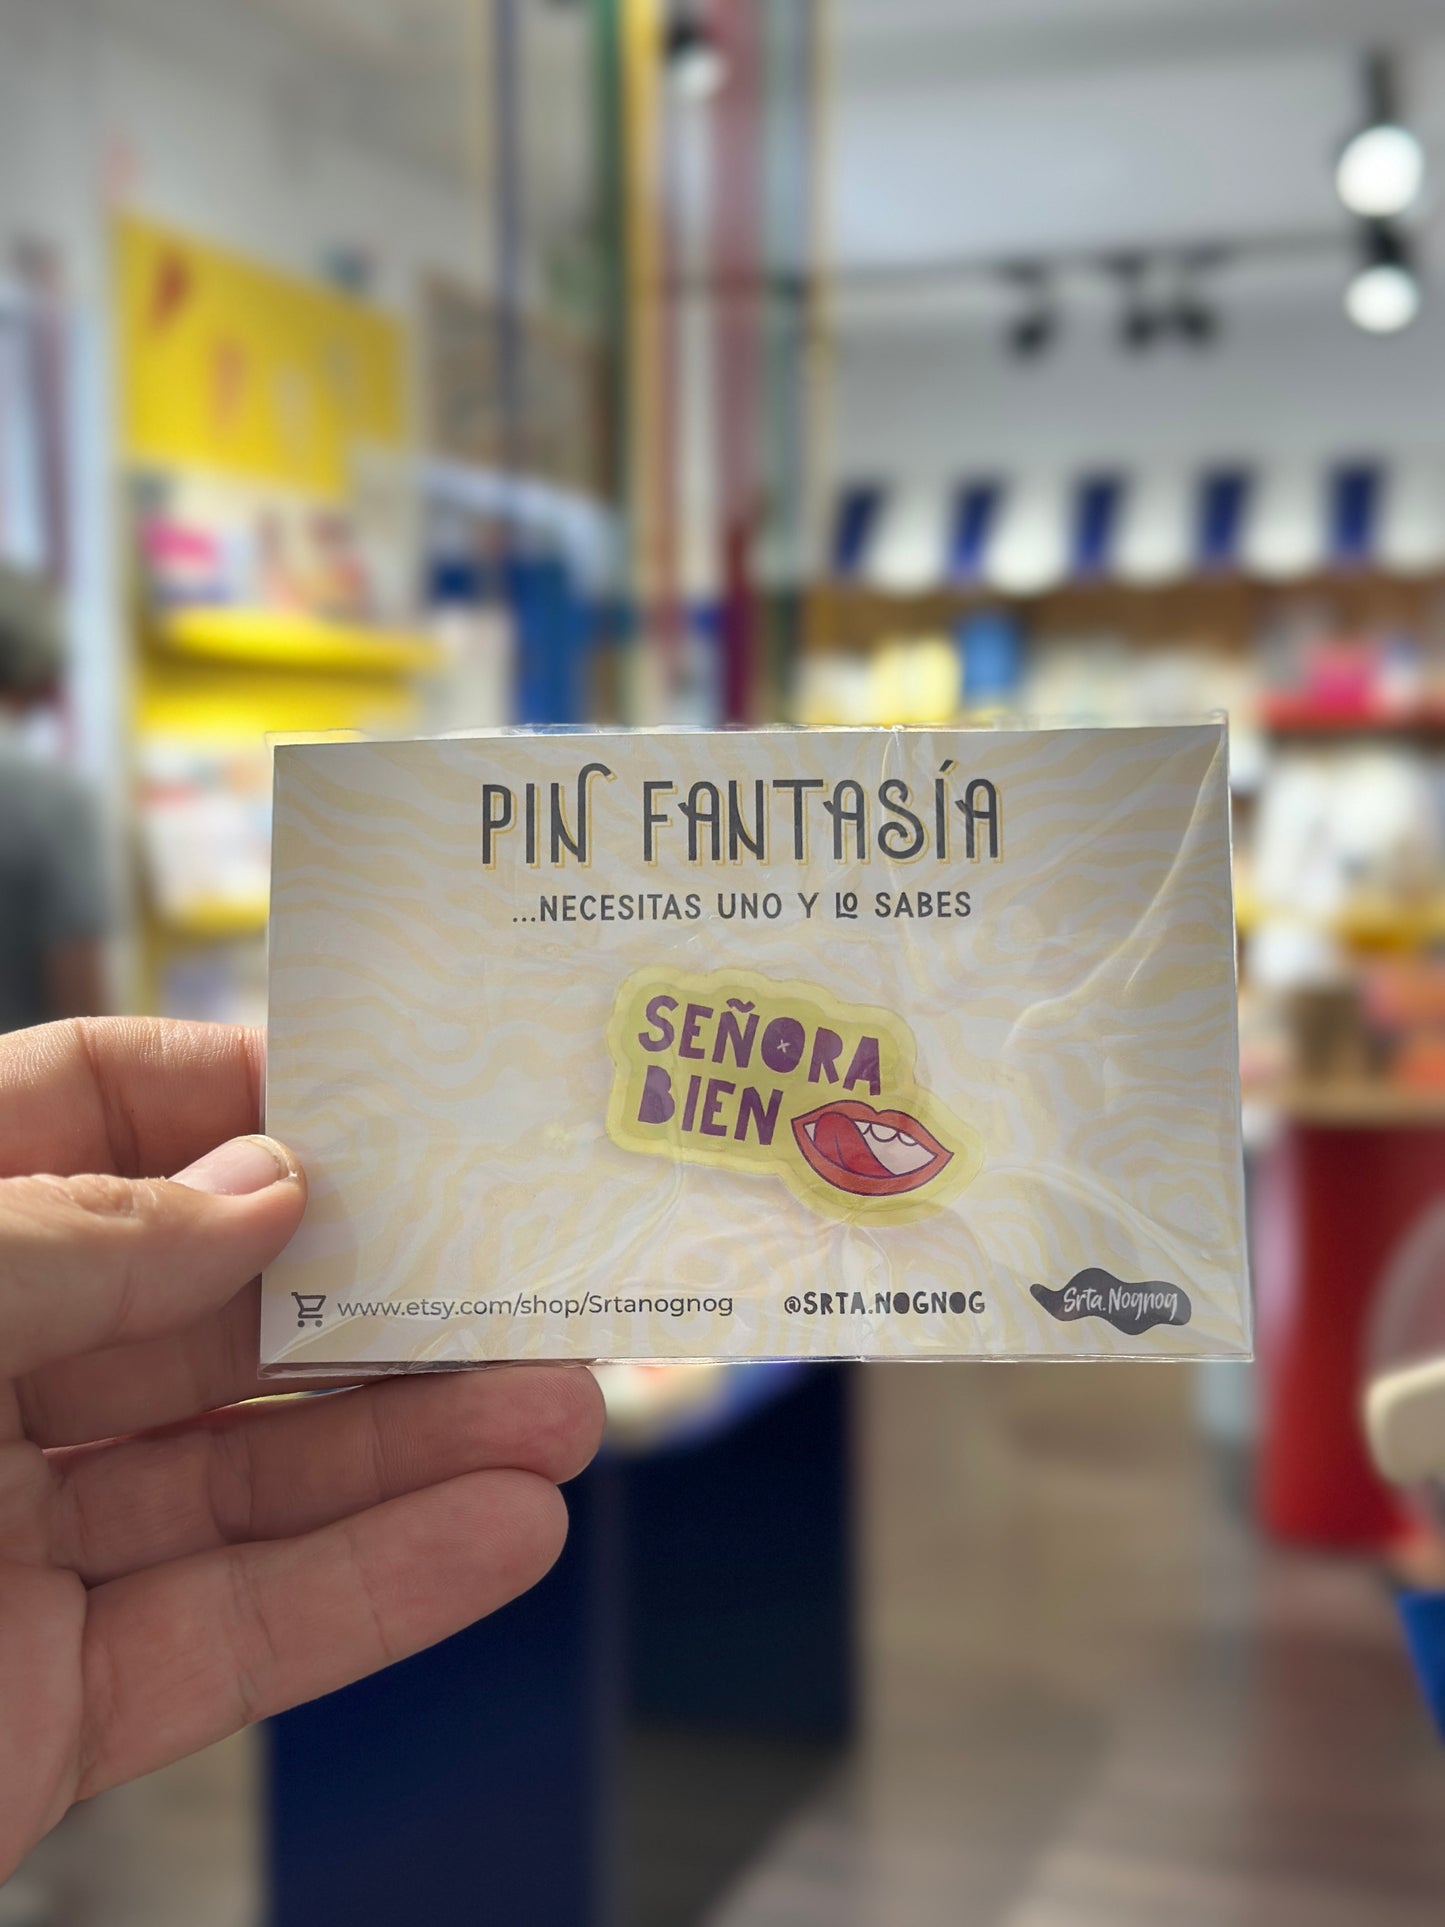 PIN FANTASÍA
...NECESITAS UNO Y LO SABES
SEÑORA
BIEN
www.etsy.com/shop/Srtanognog
@SRTA.NOGNOG
Srta.Nognog